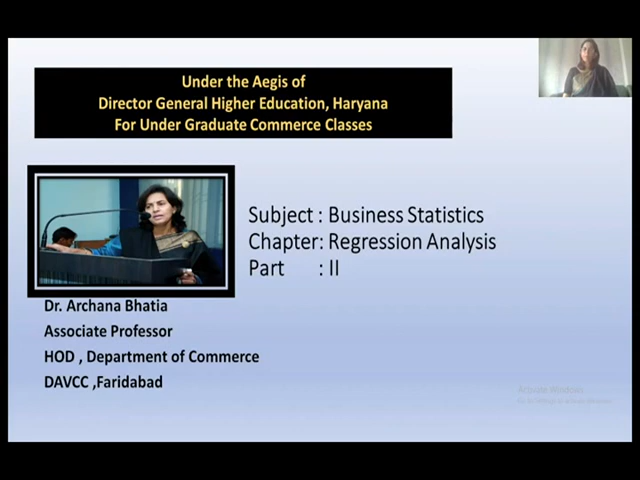 Under the Aegis of
Director General Higher Education, Haryana
For Under Graduate Commerce Classes
Subject : Business Statistics
Chapter: Regression Analysis
Part : II
Dr. Archana Bhatia
Associate Professor
HOD , Department of Commerce
DAVCC ,Faridabad
Activate Windows